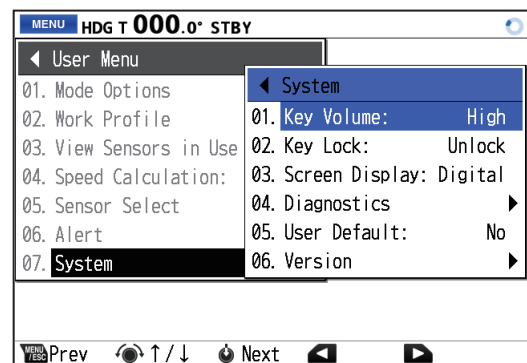 MENU HDG T 000.0° STBY
◀ User Menu
01. Mode Options
02. Work Profile
03. View Sensors in Use
04. Speed Calculation:
05. Sensor Select
06. Alert
07. System
◀ System
01. Key Volume: High
02. Key Lock: Unlock
03. Screen Display: Digital
04. Diagnostics ▶
05. User Default: No
06. Version ▶
MENU/ESC Prev ↑/↓ Next ◀ ▶